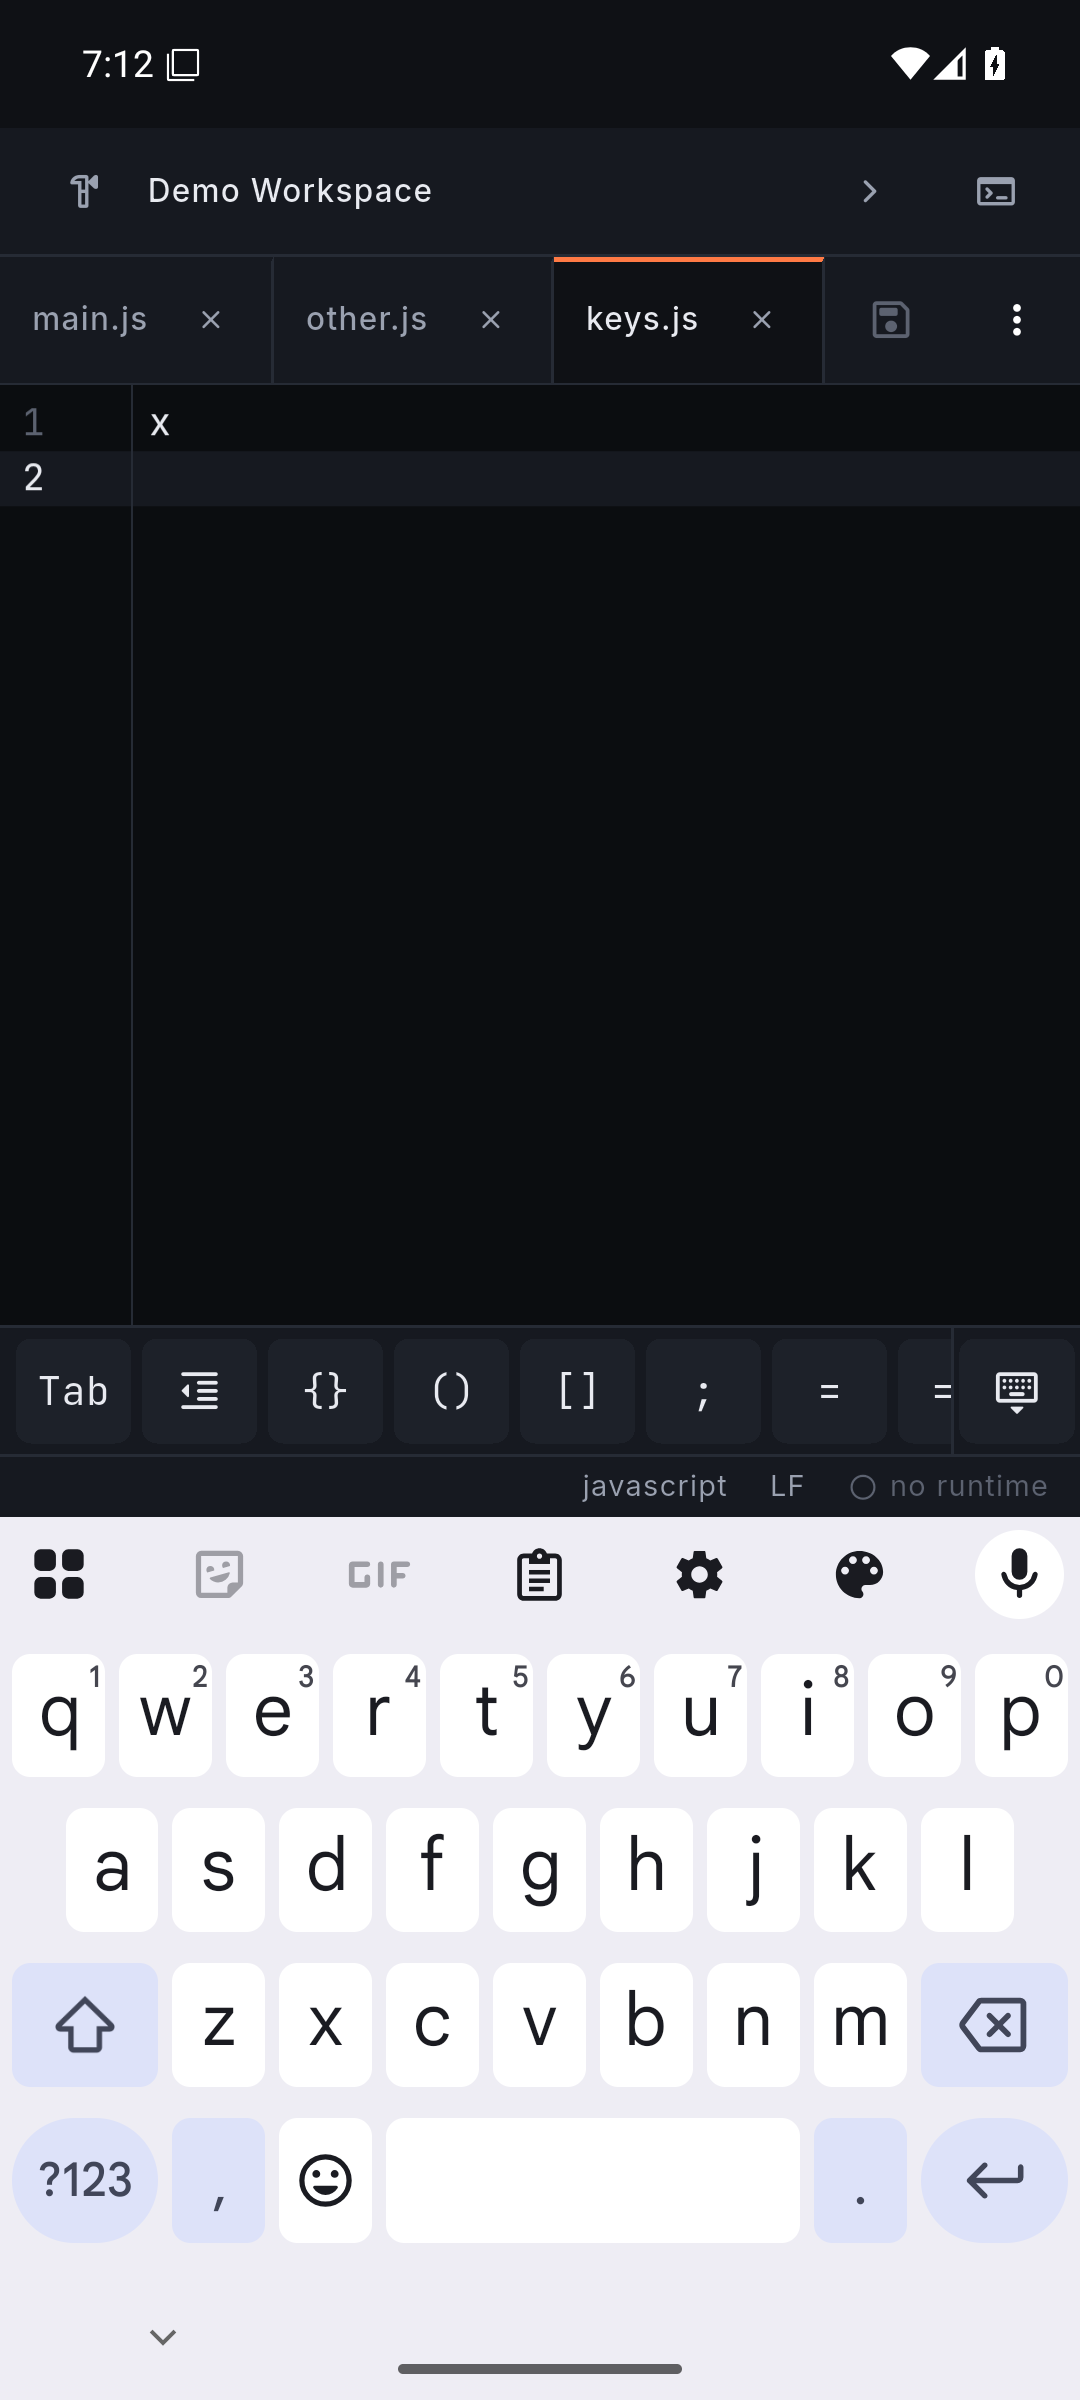 7:12
Demo Workspace
main.js other.js keys.js
1 x
2
Tab {} () [] ; = =
javascript LF no runtime
GIF
q1 w2 e3 r4 t5 y6 u7 i8 o9 p0
a s d f g h j k l
z x c v b n m
?123 , .